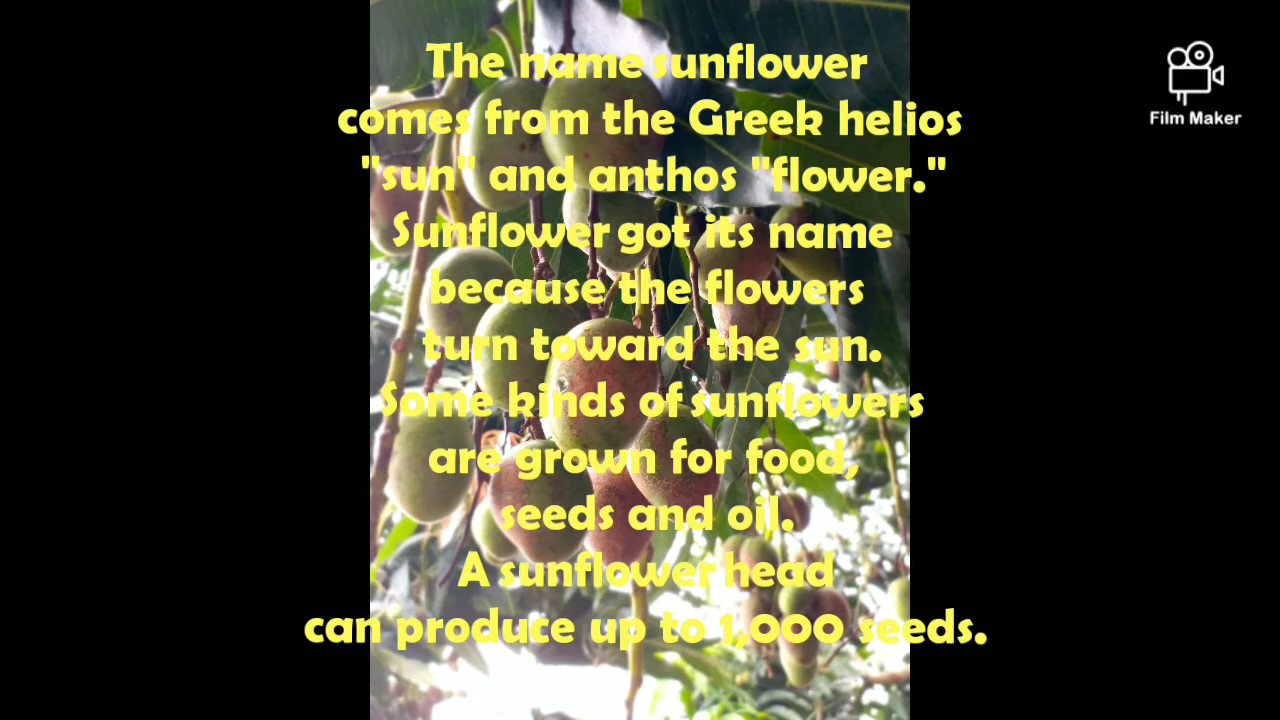 The name sunflower
comes from the Greek helios
"sun" and anthos "flower."
Sunflower got its name
because the flowers
turn toward the sun.
Some kinds of sunflowers
are grown for food,
seeds and oil.
A sunflower head
can produce up to 1,000 seeds.
Film Maker